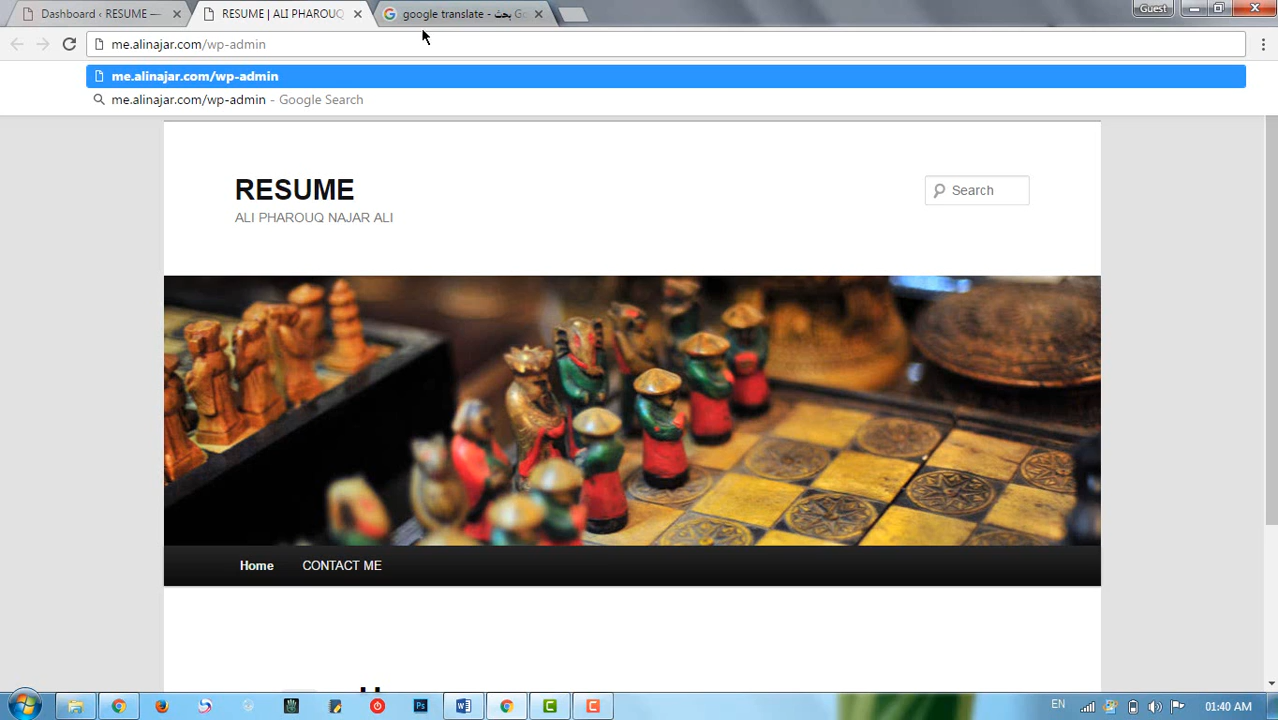 Dashboard ‹ RESUME —
RESUME | ALI PHAROUQ
google translate - بحث Go
Guest
me.alinajar.com/wp-admin
me.alinajar.com/wp-admin
me.alinajar.com/wp-admin - Google Search
RESUME
ALI PHAROUQ NAJAR ALI
Search
Home CONTACT ME
EN
01:40 AM